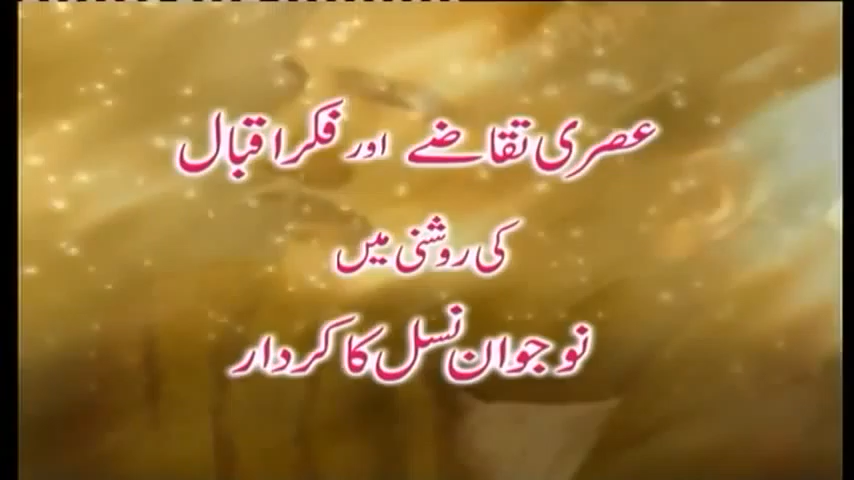 عصری تقاضے اور فکر اقبال
کی روشنی میں
نوجوان نسل کا کردار